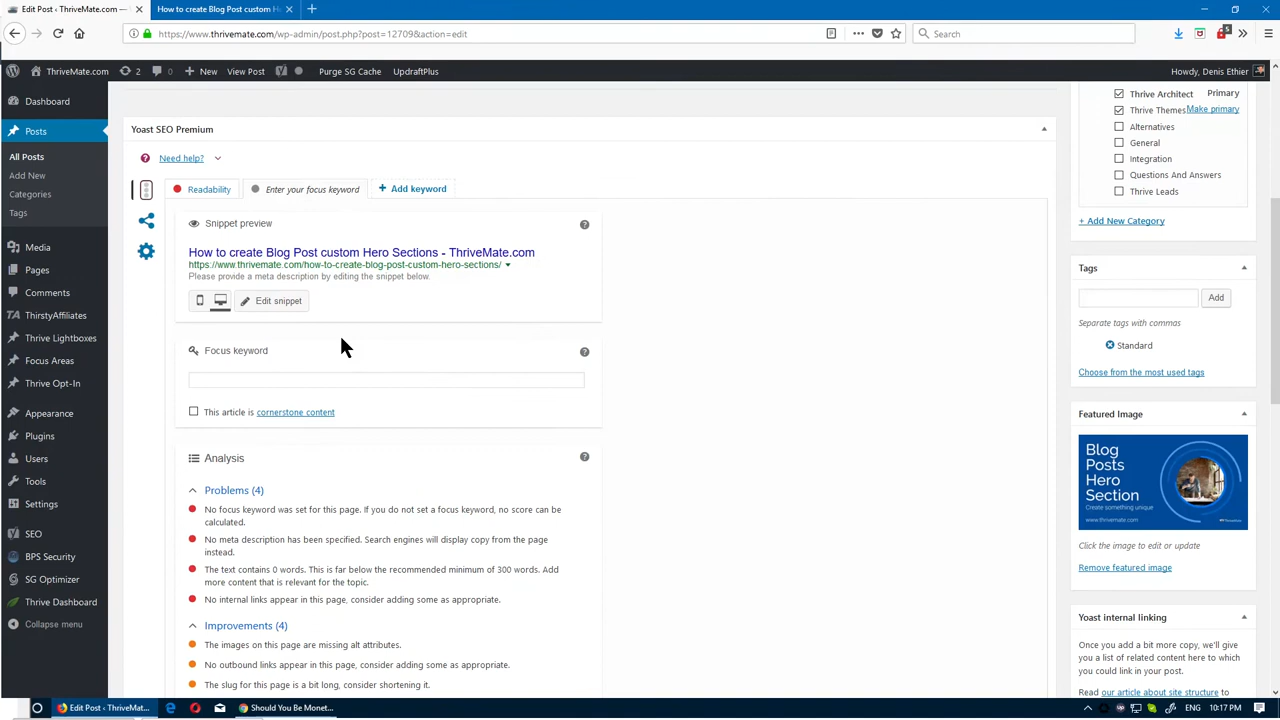 Edit Post ‹ ThriveMate.com —
How to create Blog Post custom H
https://www.thrivemate.com/wp-admin/post.php?post=12709&action=edit
Search
5
ThriveMate.com
2
0
New
View Post
Purge SG Cache
UpdraftPlus
Howdy, Denis Ethier
Dashboard
Posts
All Posts
Add New
Categories
Tags
Media
Pages
Comments
ThirstyAffiliates
Thrive Lightboxes
Focus Areas
Thrive Opt-In
Appearance
Plugins
Users
Tools
Settings
SEO
BPS Security
SG Optimizer
Thrive Dashboard
Collapse menu
Yoast SEO Premium
Need help?
Readability
Enter your focus keyword
+ Add keyword
Snippet preview
How to create Blog Post custom Hero Sections - ThriveMate.com
https://www.thrivemate.com/how-to-create-blog-post-custom-hero-sections/
Please provide a meta description by editing the snippet below.
Edit snippet
Focus keyword
This article is cornerstone content
Analysis
Problems (4)
No focus keyword was set for this page. If you do not set a focus keyword, no score can be
calculated.
No meta description has been specified. Search engines will display copy from the page
instead.
The text contains 0 words. This is far below the recommended minimum of 300 words. Add
more content that is relevant for the topic.
No internal links appear in this page, consider adding some as appropriate.
Improvements (4)
The images on this page are missing alt attributes.
No outbound links appear in this page, consider adding some as appropriate.
The slug for this page is a bit long, consider shortening it.
Thrive Architect Primary
Thrive Themes Make primary
Alternatives
General
Integration
Questions And Answers
Thrive Leads
+ Add New Category
Tags
Add
Separate tags with commas
Standard
Choose from the most used tags
Featured Image
Blog
Posts
Hero
Section
Create something unique
www.thrivemate.com
Click the image to edit or update
Remove featured image
Yoast internal linking
Once you add a bit more copy, we'll give
you a list of related content here to which
you could link in your post.
Read our article about site structure to
Edit Post ‹ ThriveMat...
Should You Be Monet...
ENG
10:17 PM